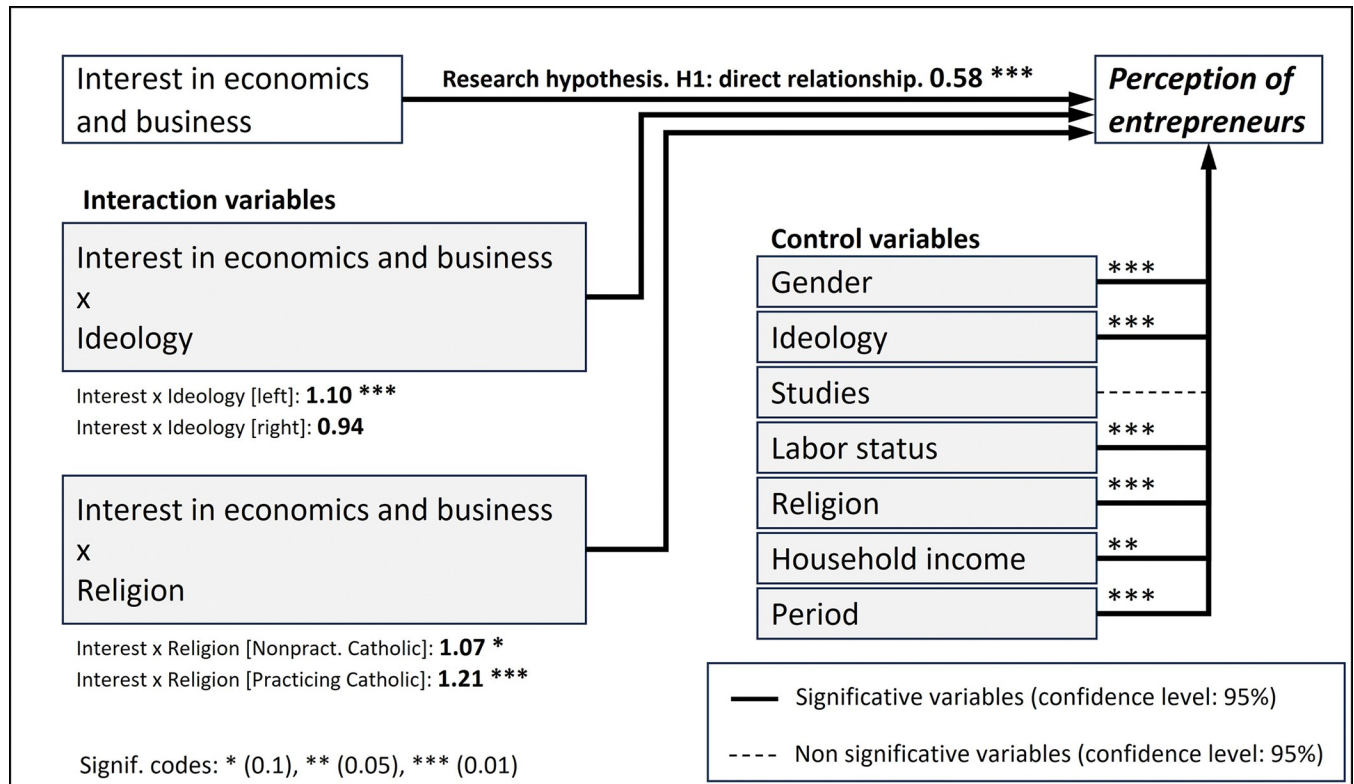 Interest in economics
and business
Research hypothesis. H1: direct relationship. 0.58 ***
Perception of
entrepreneurs
Interaction variables
Interest in economics and business
x
Ideology
Interest x Ideology [left]: 1.10 ***
Interest x Ideology [right]: 0.94
Interest in economics and business
x
Religion
Interest x Religion [Nonpract. Catholic]: 1.07 *
Interest x Religion [Practicing Catholic]: 1.21 ***
Signif. codes: * (0.1), ** (0.05), *** (0.01)
Control variables
Gender ***
Ideology ***
Studies
Labor status ***
Religion ***
Household income **
Period ***
Significative variables (confidence level: 95%)
Non significative variables (confidence level: 95%)